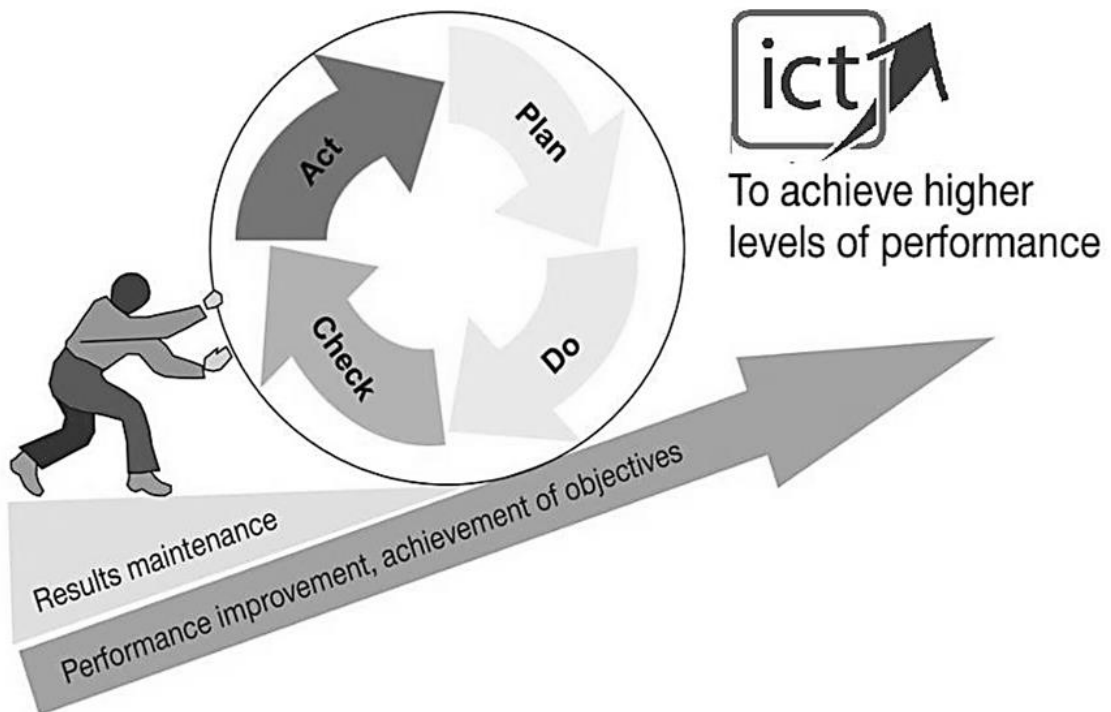 ict
To achieve higher
levels of performance
Act
Plan
Check
Do
Results maintenance
Performance improvement, achievement of objectives